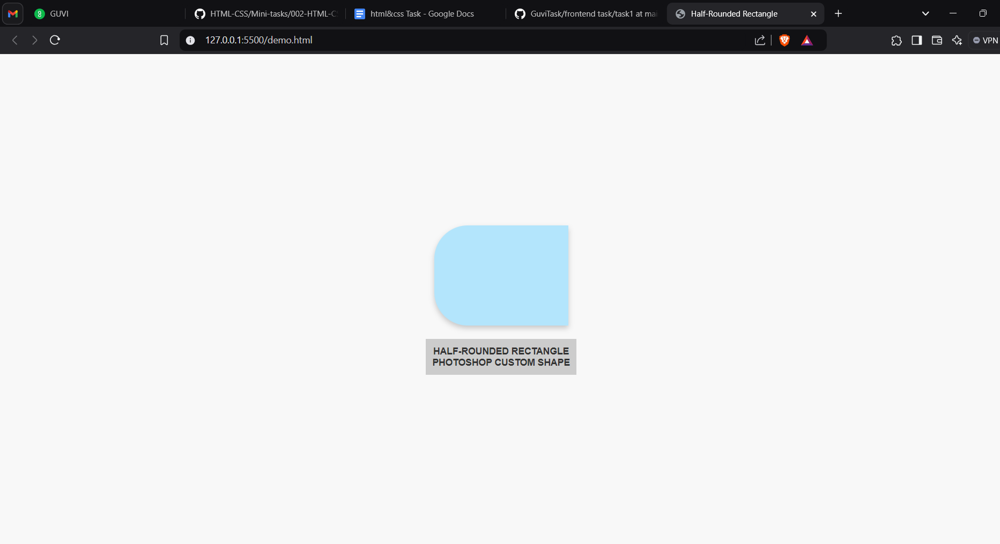 GUVI
HTML-CSS/Mini-tasks/002-HTML-C
html&css Task - Google Docs
GuviTask/frontend task/task1 at mai
Half-Rounded Rectangle
127.0.0.1:5500/demo.html
VPN
HALF-ROUNDED RECTANGLE
PHOTOSHOP CUSTOM SHAPE